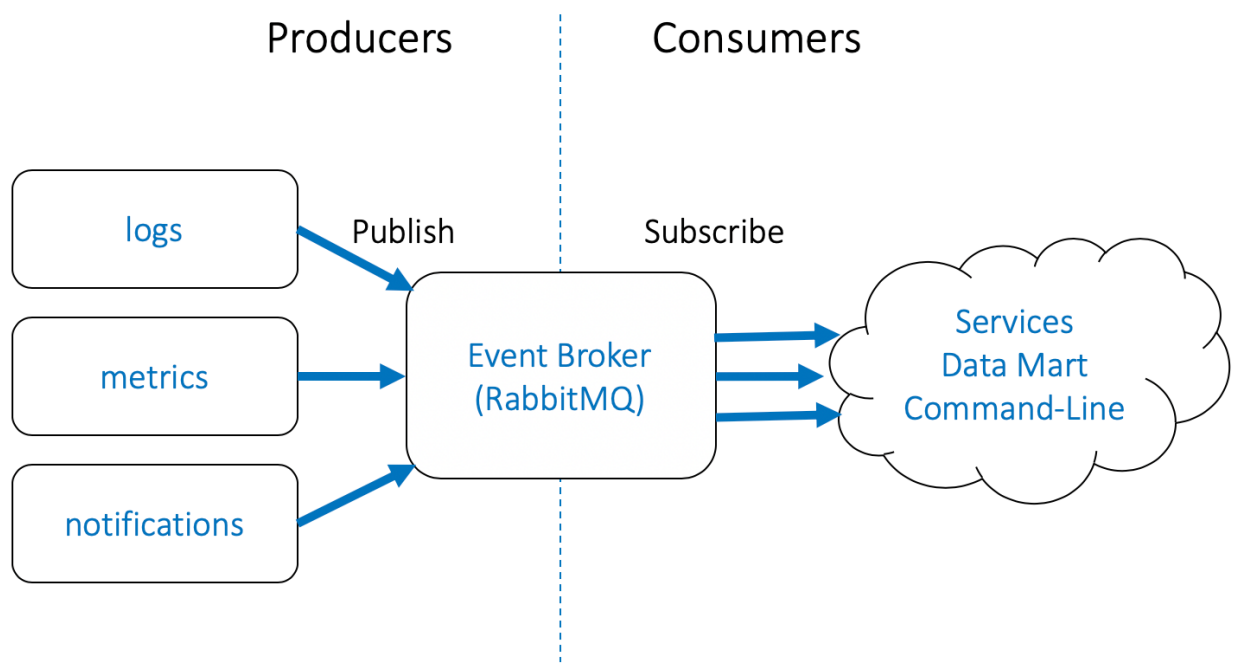 Producers
Consumers
logs
Publish
Subscribe
metrics
Event Broker
(RabbitMQ)
Services
Data Mart
Command-Line
notifications